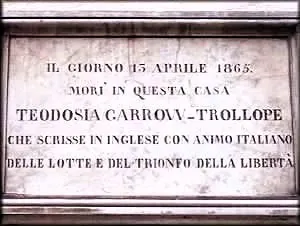 IL GIORNO 13 APRILE 1865.
MORÌ IN QUESTA CASA
TEODOSIA GARROVV-TROLLOPE
CHE SCRISSE IN INGLESE CON ANIMO ITALIANO
DELLE LOTTE E DEL TRIONFO DELLA LIBERTÀ